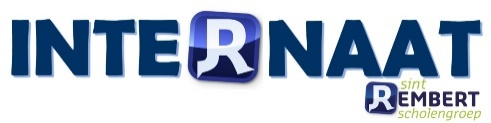 INTERNAAT
sint
REMBERT
scholengroep